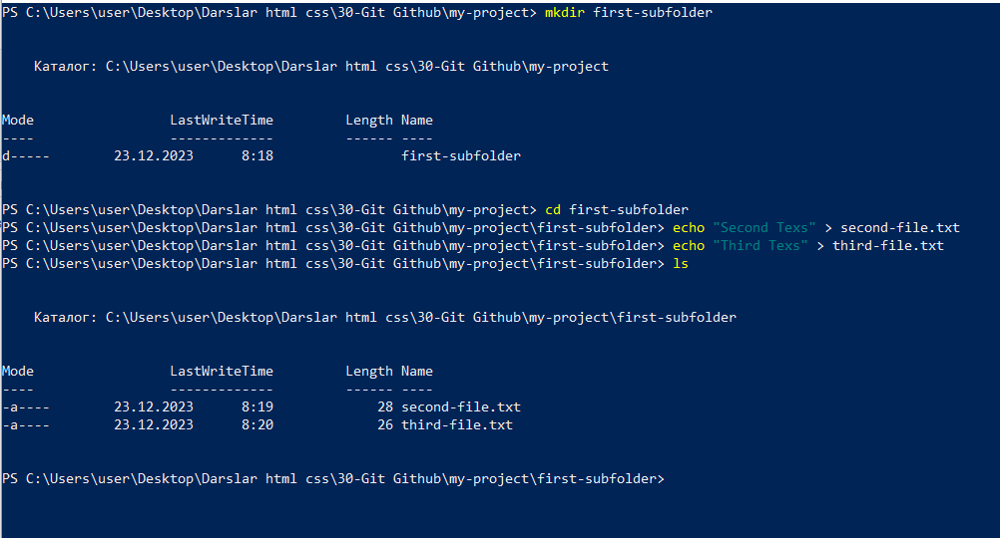 PS C:\Users\user\Desktop\Darslar html css\30-Git Github\my-project> mkdir first-subfolder
Каталог: C:\Users\user\Desktop\Darslar html css\30-Git Github\my-project
Mode LastWriteTime Length Name
---- ------------- ------ ----
d----- 23.12.2023 8:18 first-subfolder
PS C:\Users\user\Desktop\Darslar html css\30-Git Github\my-project> cd first-subfolder
PS C:\Users\user\Desktop\Darslar html css\30-Git Github\my-project\first-subfolder> echo "Second Texs" > second-file.txt
PS C:\Users\user\Desktop\Darslar html css\30-Git Github\my-project\first-subfolder> echo "Third Texs" > third-file.txt
PS C:\Users\user\Desktop\Darslar html css\30-Git Github\my-project\first-subfolder> ls
Каталог: C:\Users\user\Desktop\Darslar html css\30-Git Github\my-project\first-subfolder
Mode LastWriteTime Length Name
---- ------------- ------ ----
-a---- 23.12.2023 8:19 28 second-file.txt
-a---- 23.12.2023 8:20 26 third-file.txt
PS C:\Users\user\Desktop\Darslar html css\30-Git Github\my-project\first-subfolder>